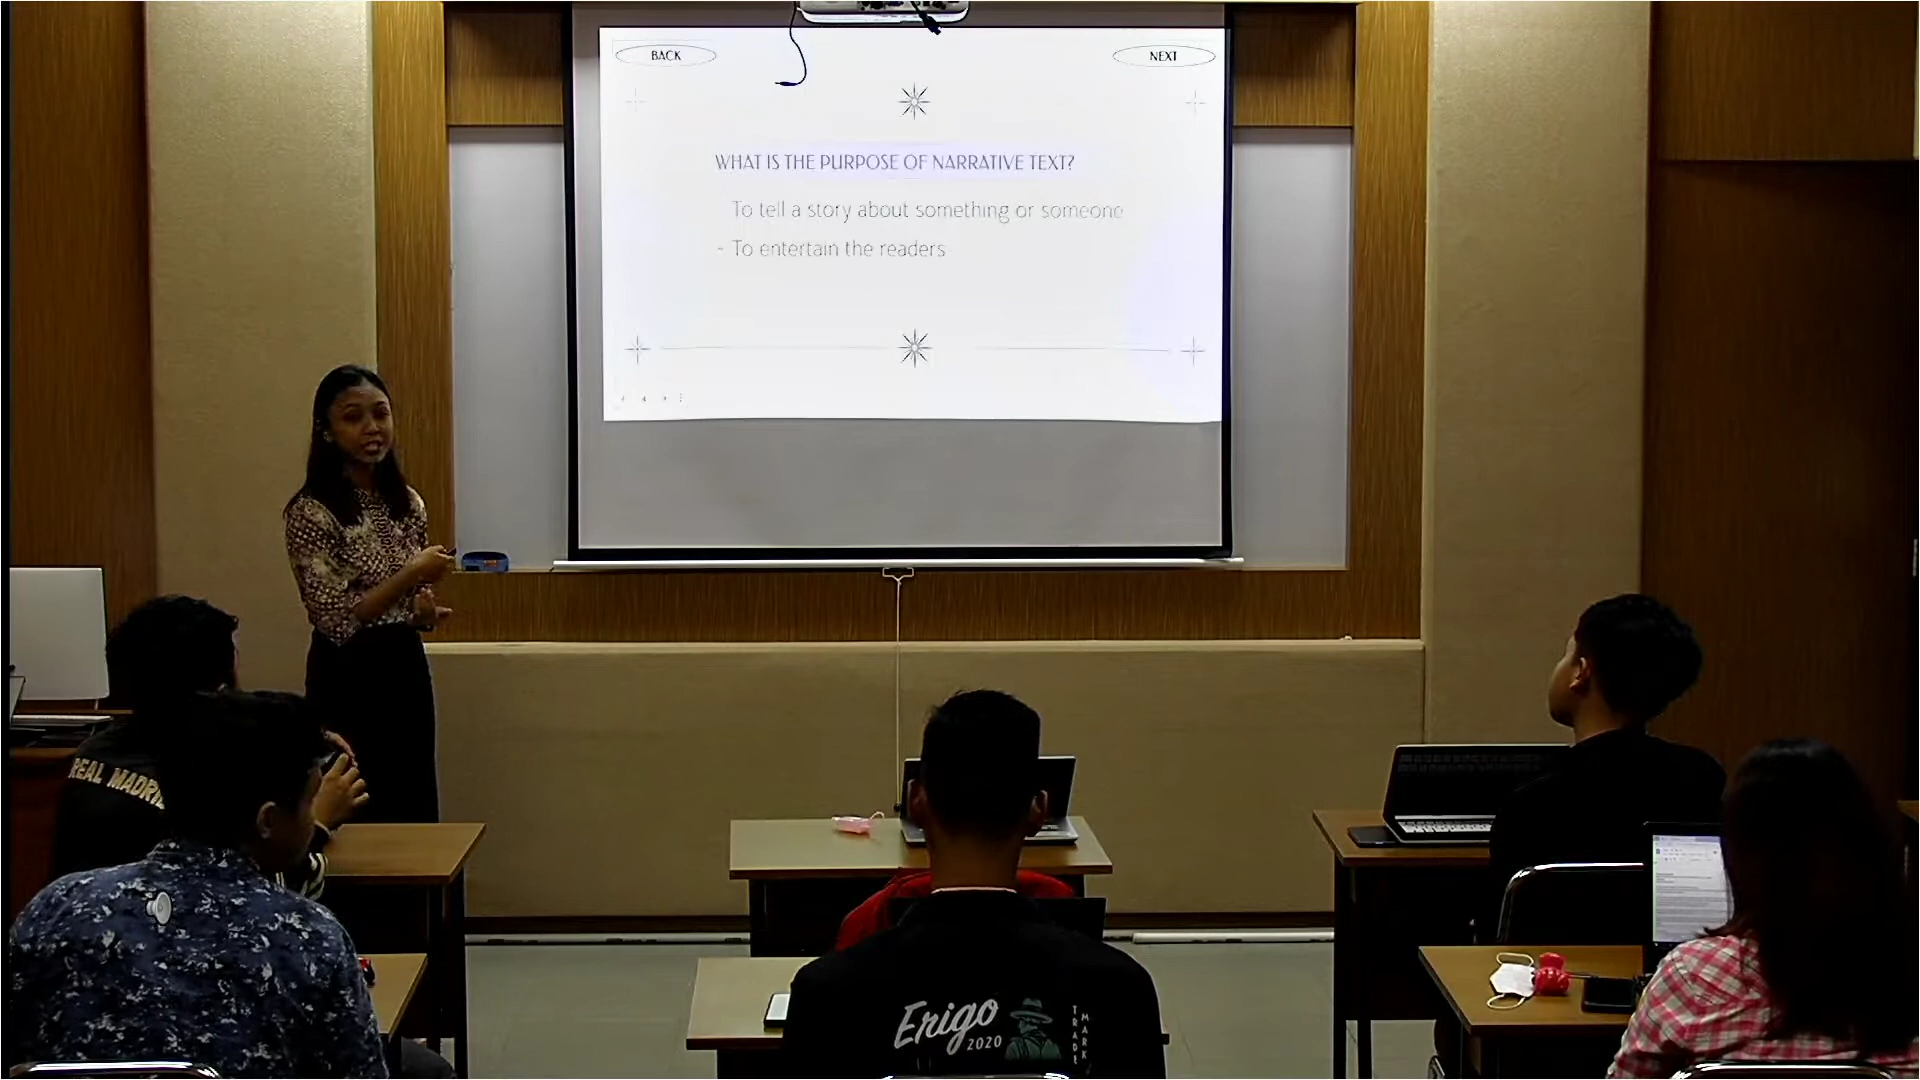 BACK
NEXT
WHAT IS THE PURPOSE OF NARRATIVE TEXT?
To tell a story about something or someone
- To entertain the readers
REAL MADRI
Erigo
2020
TRADE
MARK